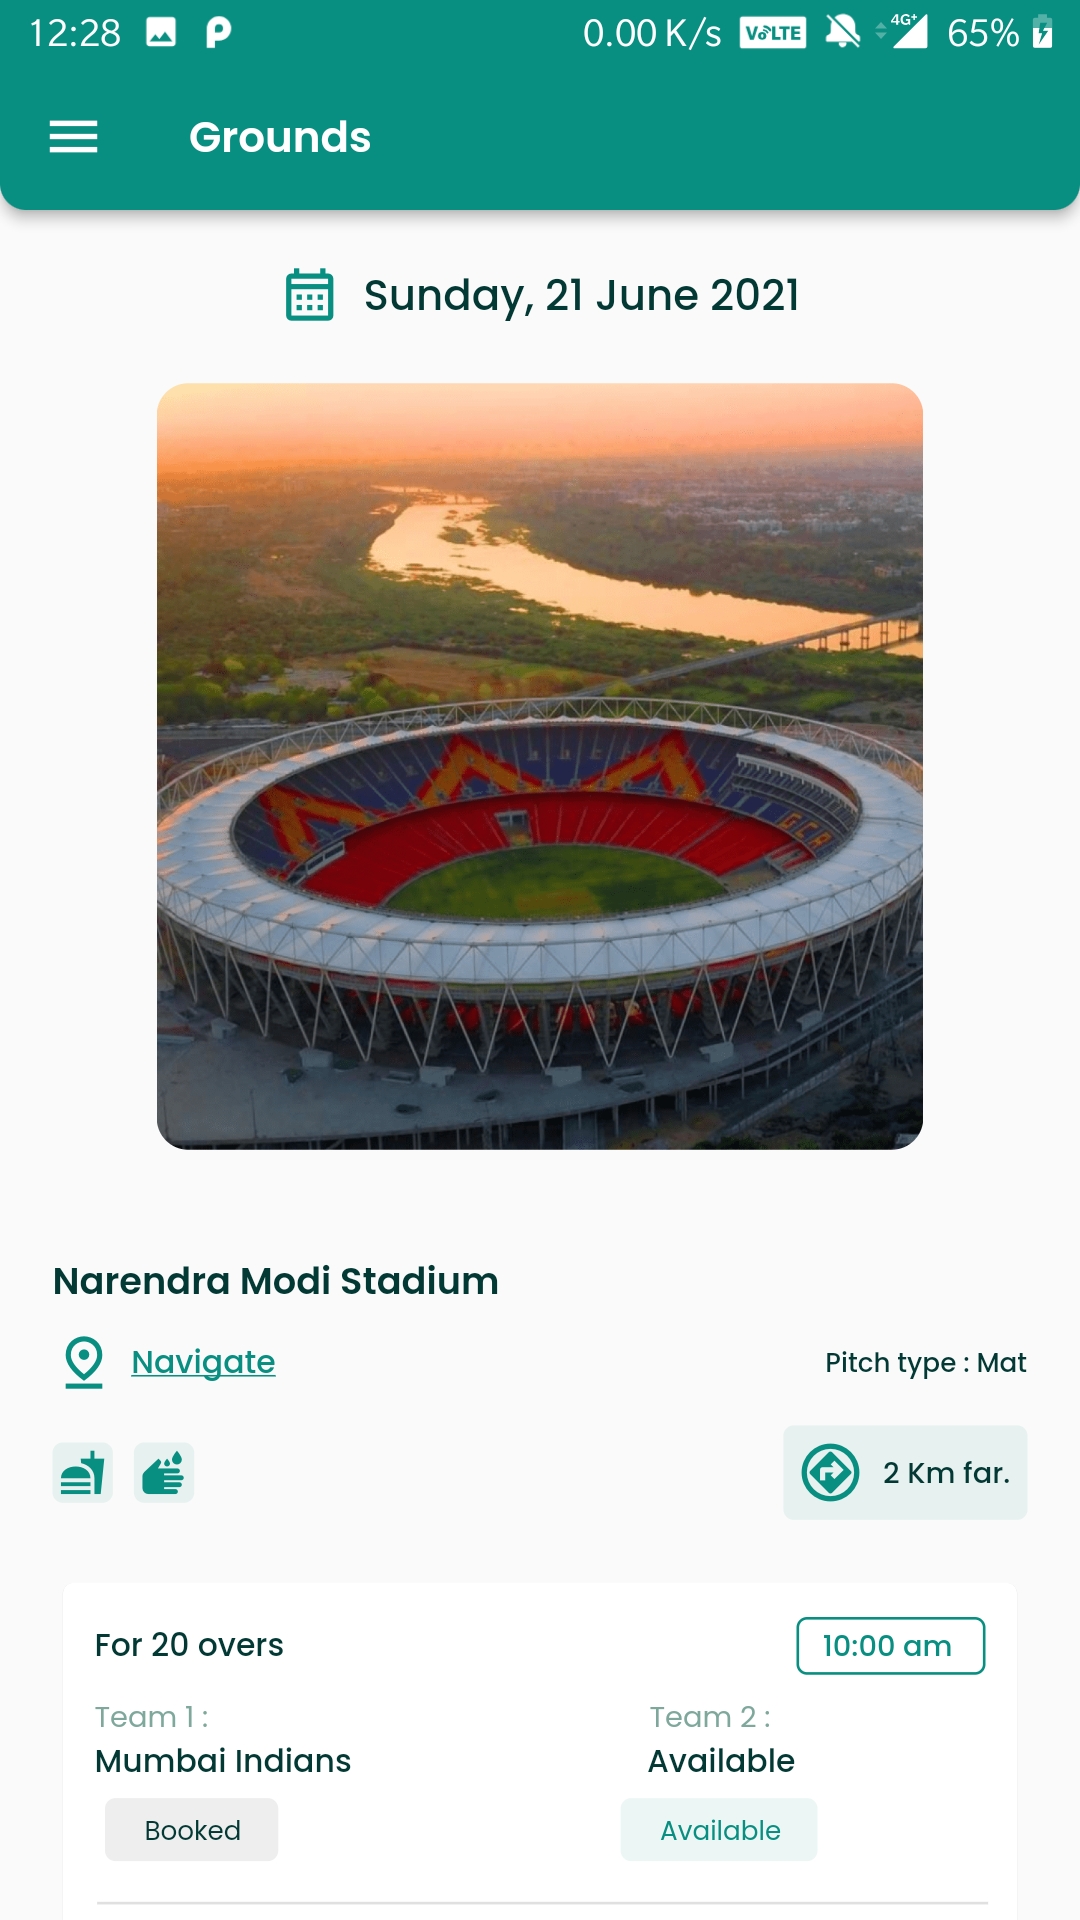 12:28 0.00 K/s VoLTE 4G+ 65%
Grounds
Sunday, 21 June 2021
GCA
Narendra Modi Stadium
Navigate
Pitch type : Mat
2 Km far.
For 20 overs
10:00 am
Team 1 : Team 2 :
Mumbai Indians Available
Booked Available